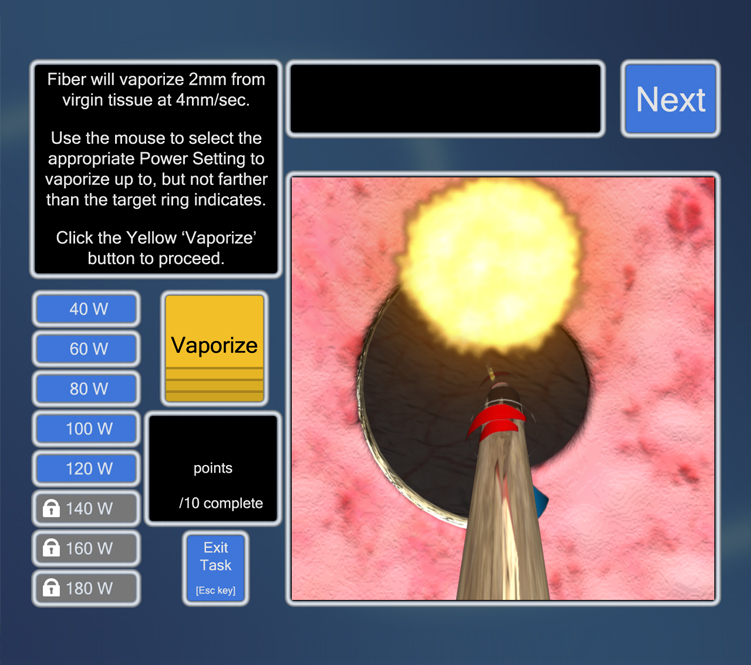 Fiber will vaporize 2mm from
virgin tissue at 4mm/sec.
Use the mouse to select the
appropriate Power Setting to
vaporize up to, but not farther
than the target ring indicates.
Click the Yellow ‘Vaporize’
button to proceed.
Next
40 W
60 W
80 W
100 W
120 W
140 W
160 W
180 W
Vaporize
points
/10 complete
Exit
Task
[Esc key]